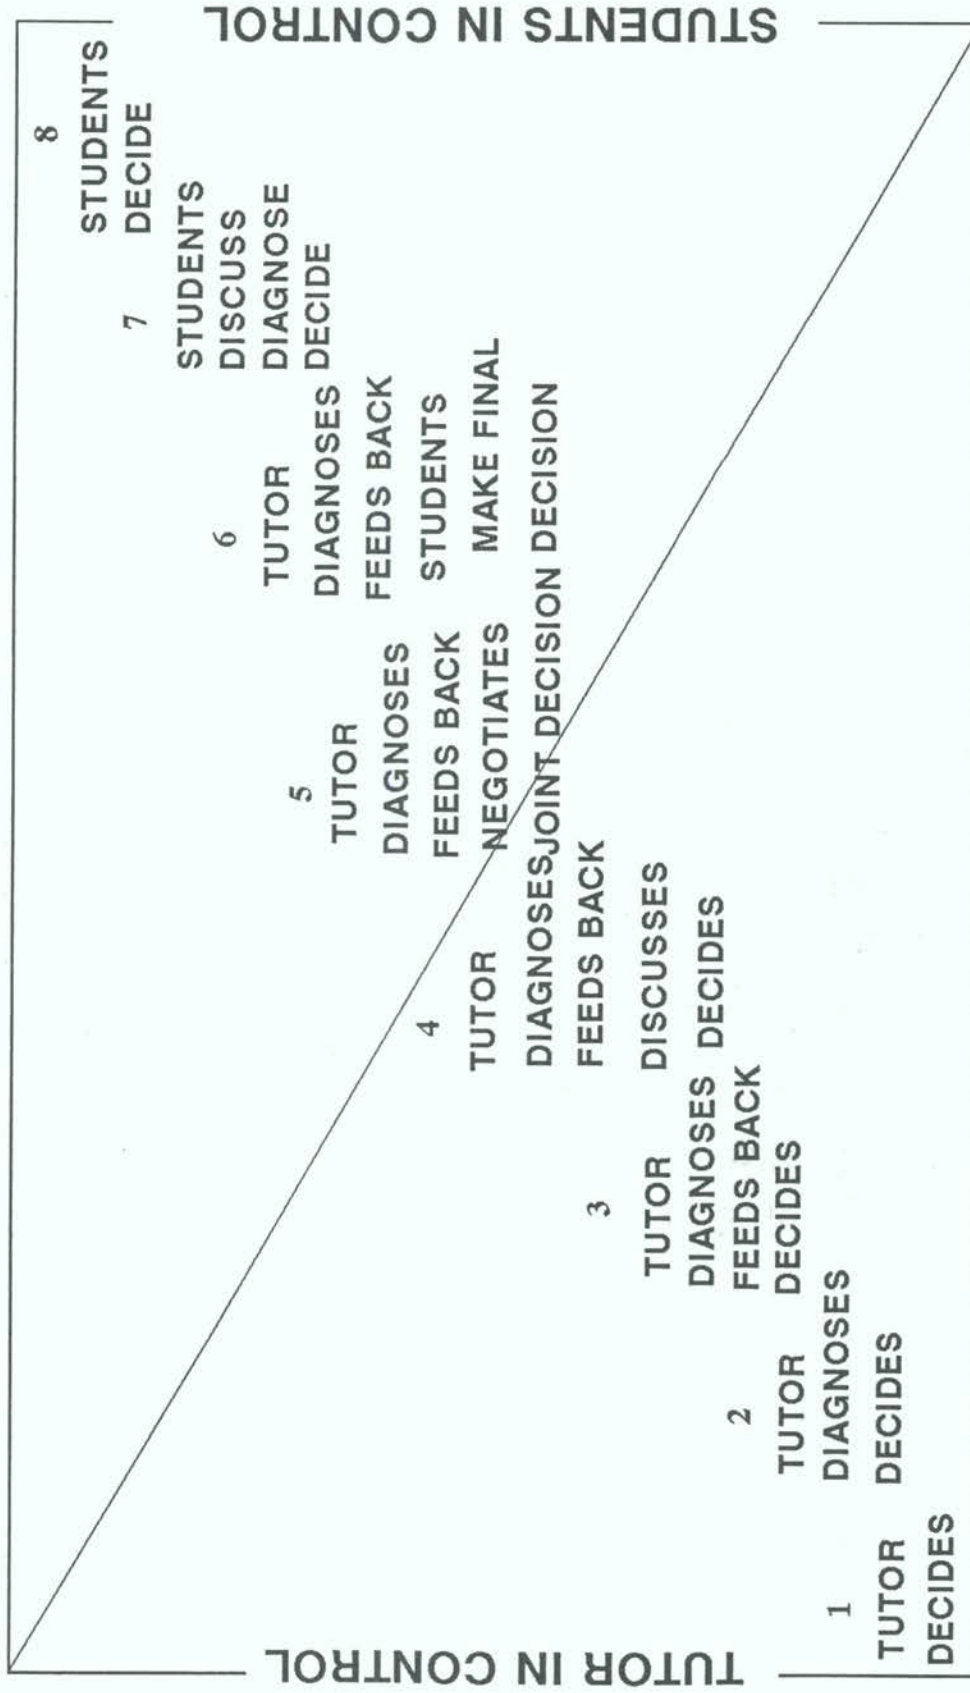 TUTOR IN CONTROL
1
TUTOR
DECIDES
2
TUTOR
DIAGNOSES
DECIDES
3
TUTOR
DIAGNOSES
FEEDS BACK
DECIDES
4
TUTOR
DIAGNOSES
FEEDS BACK
DISCUSSES
DECIDES
5
TUTOR
DIAGNOSES
FEEDS BACK
NEGOTIATES
JOINT DECISION
6
TUTOR
DIAGNOSES
FEEDS BACK
STUDENTS
MAKE FINAL
DECISION
7
STUDENTS
DISCUSS
DIAGNOSE
DECIDE
8
STUDENTS
DECIDE
STUDENTS IN CONTROL